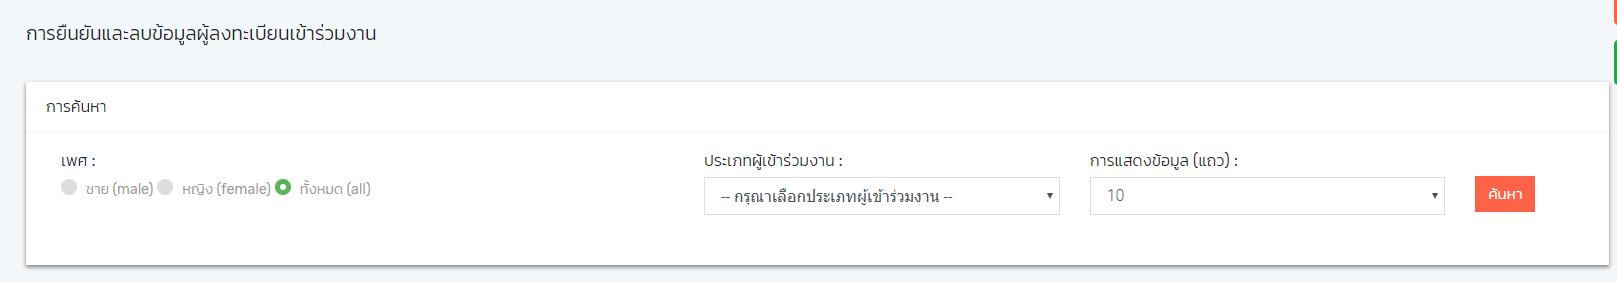 การยืนยันและลบข้อมูลผู้ลงทะเบียนเข้าร่วมงาน
การค้นหา
เพศ :
ชาย (male) หญิง (female) ทั้งหมด (all)
ประเภทผู้เข้าร่วมงาน :
-- กรุณาเลือกประเภทผู้เข้าร่วมงาน --
การแสดงข้อมูล (แถว) :
10
ค้นหา